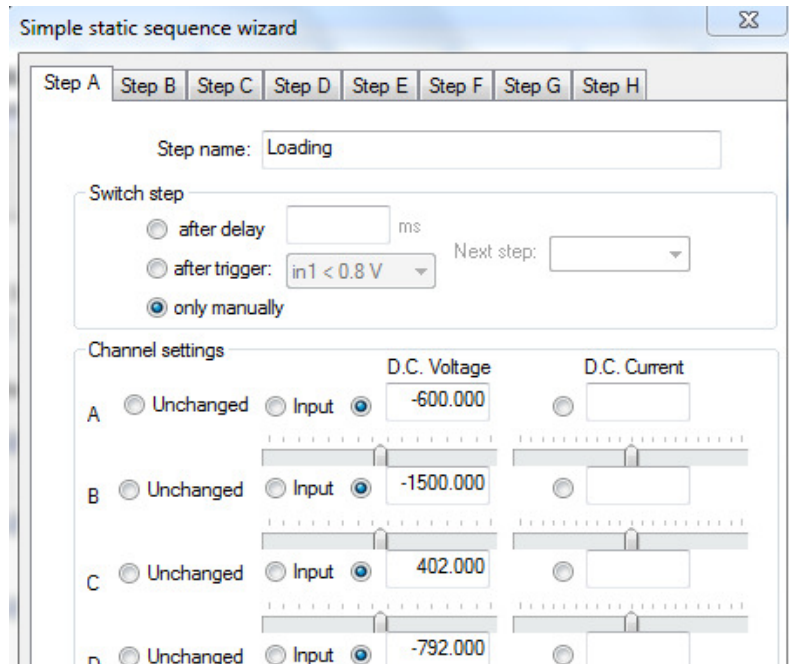 Simple static sequence wizard
Step A Step B Step C Step D Step E Step F Step G Step H
Step name: Loading
Switch step
after delay ms
after trigger: in1 < 0.8 V Next step:
only manually
Channel settings
D.C. Voltage D.C. Current
A Unchanged Input -600.000
B Unchanged Input -1500.000
C Unchanged Input 402.000
D Unchanged Input -792.000